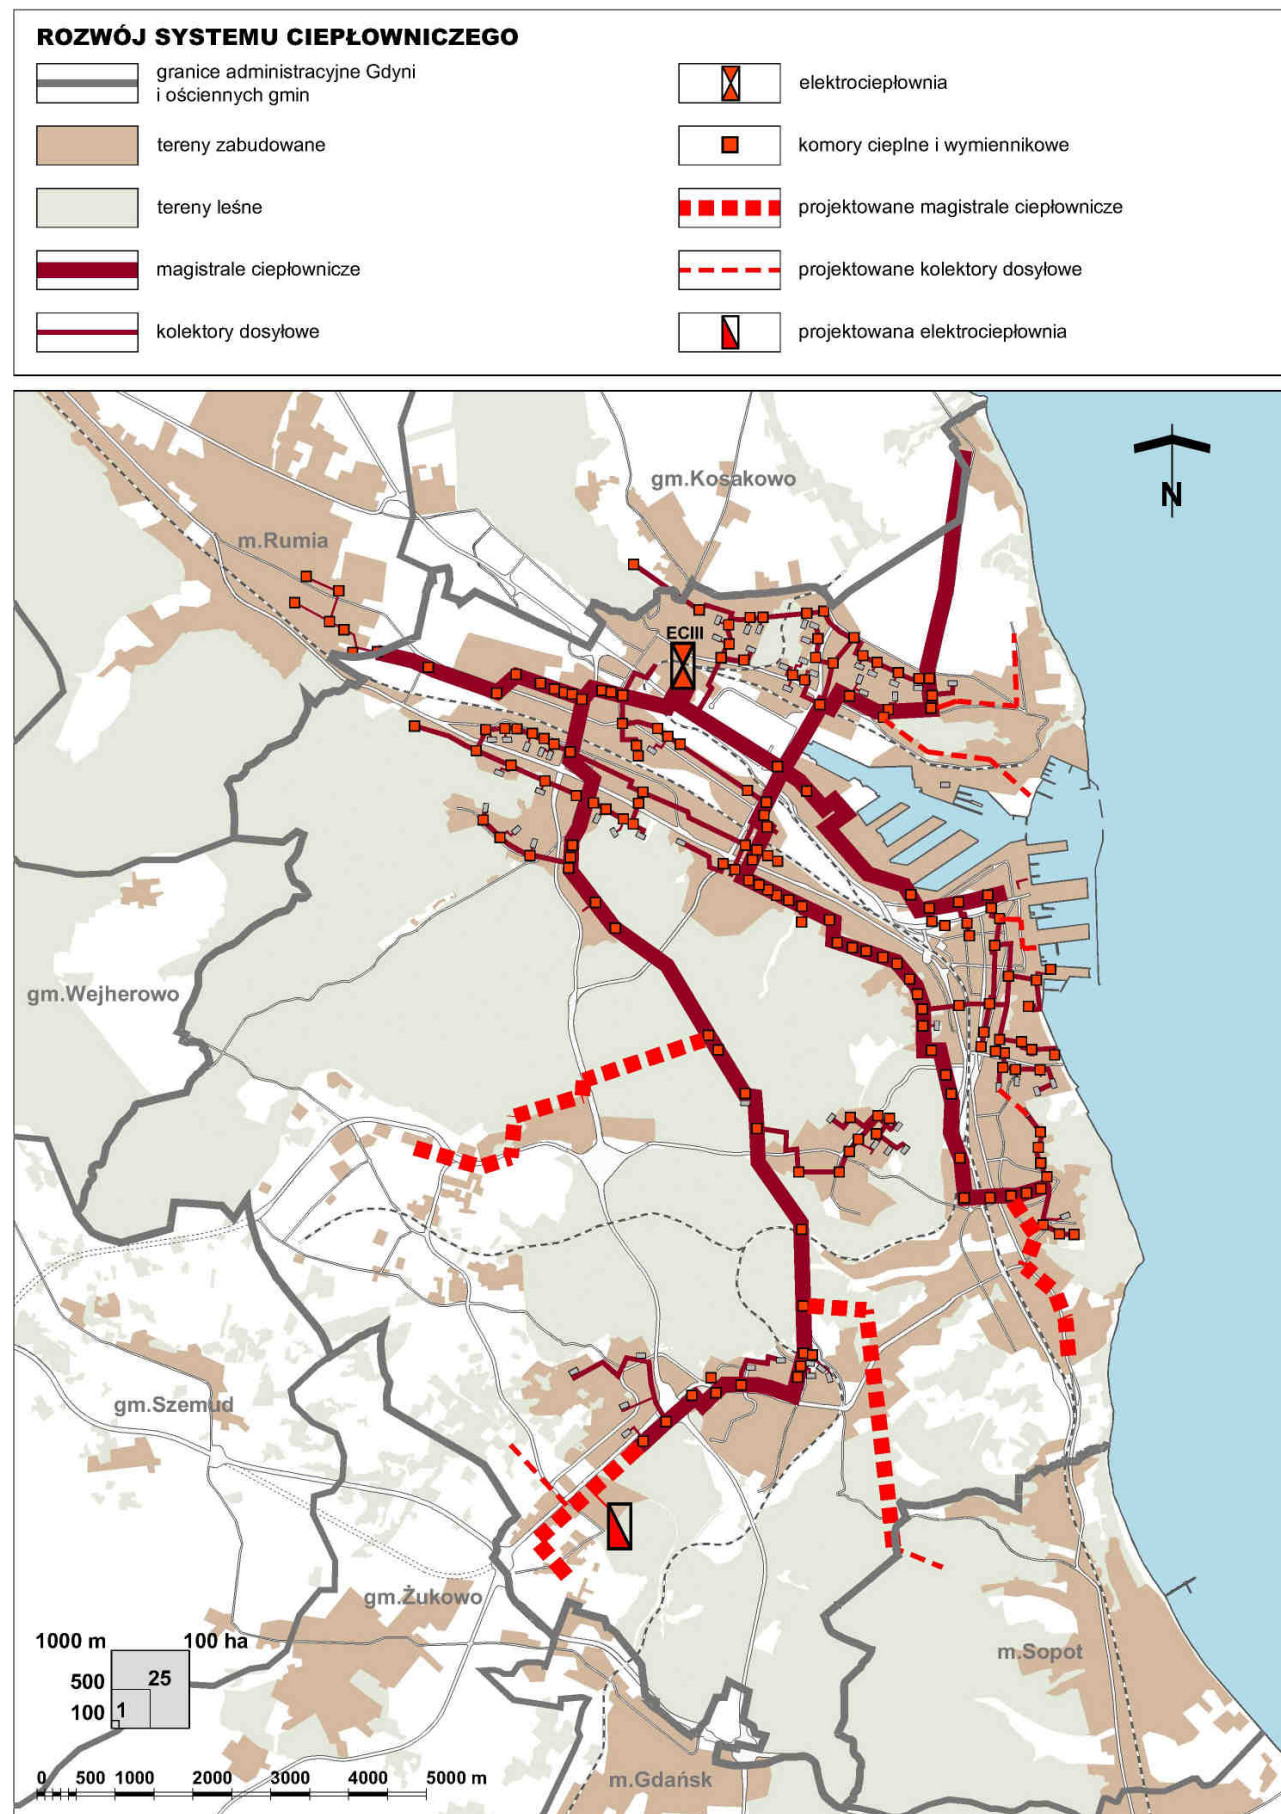 ROZWÓJ SYSTEMU CIEPŁOWNICZEGO
granice administracyjne Gdyni
i ościennych gmin
tereny zabudowane
tereny leśne
magistrale ciepłownicze
kolektory dosyłowe
elektrociepłownia
komory cieplne i wymiennikowe
projektowane magistrale ciepłownicze
projektowane kolektory dosyłowe
projektowana elektrociepłownia
N
gm.Kosakowo
m.Rumia
ECIII
gm.Wejherowo
gm.Szemud
gm.Żukowo
m.Sopot
m.Gdańsk
1000 m 100 ha
500 25
100 1
0 500 1000 2000 3000 4000 5000 m